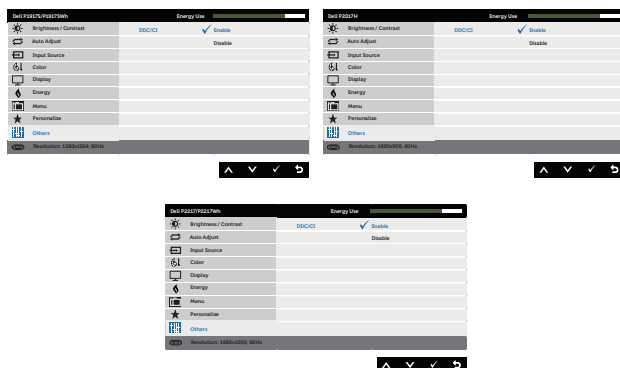 Dell P1917S/P1917SWh Energy Use
Brightness / Contrast DDC/CI Enable
Auto Adjust Disable
Input Source
Color
Display
Energy
Menu
Personalize
Others
Resolution: 1280x1024, 60Hz
Dell P2017H Energy Use
Brightness / Contrast DDC/CI Enable
Auto Adjust Disable
Input Source
Color
Display
Energy
Menu
Personalize
Others
Resolution: 1600x900, 60Hz
Dell P2217/P2217Wh Energy Use
Brightness / Contrast DDC/CI Enable
Auto Adjust Disable
Input Source
Color
Display
Energy
Menu
Personalize
Others
Resolution: 1680x1050, 60Hz